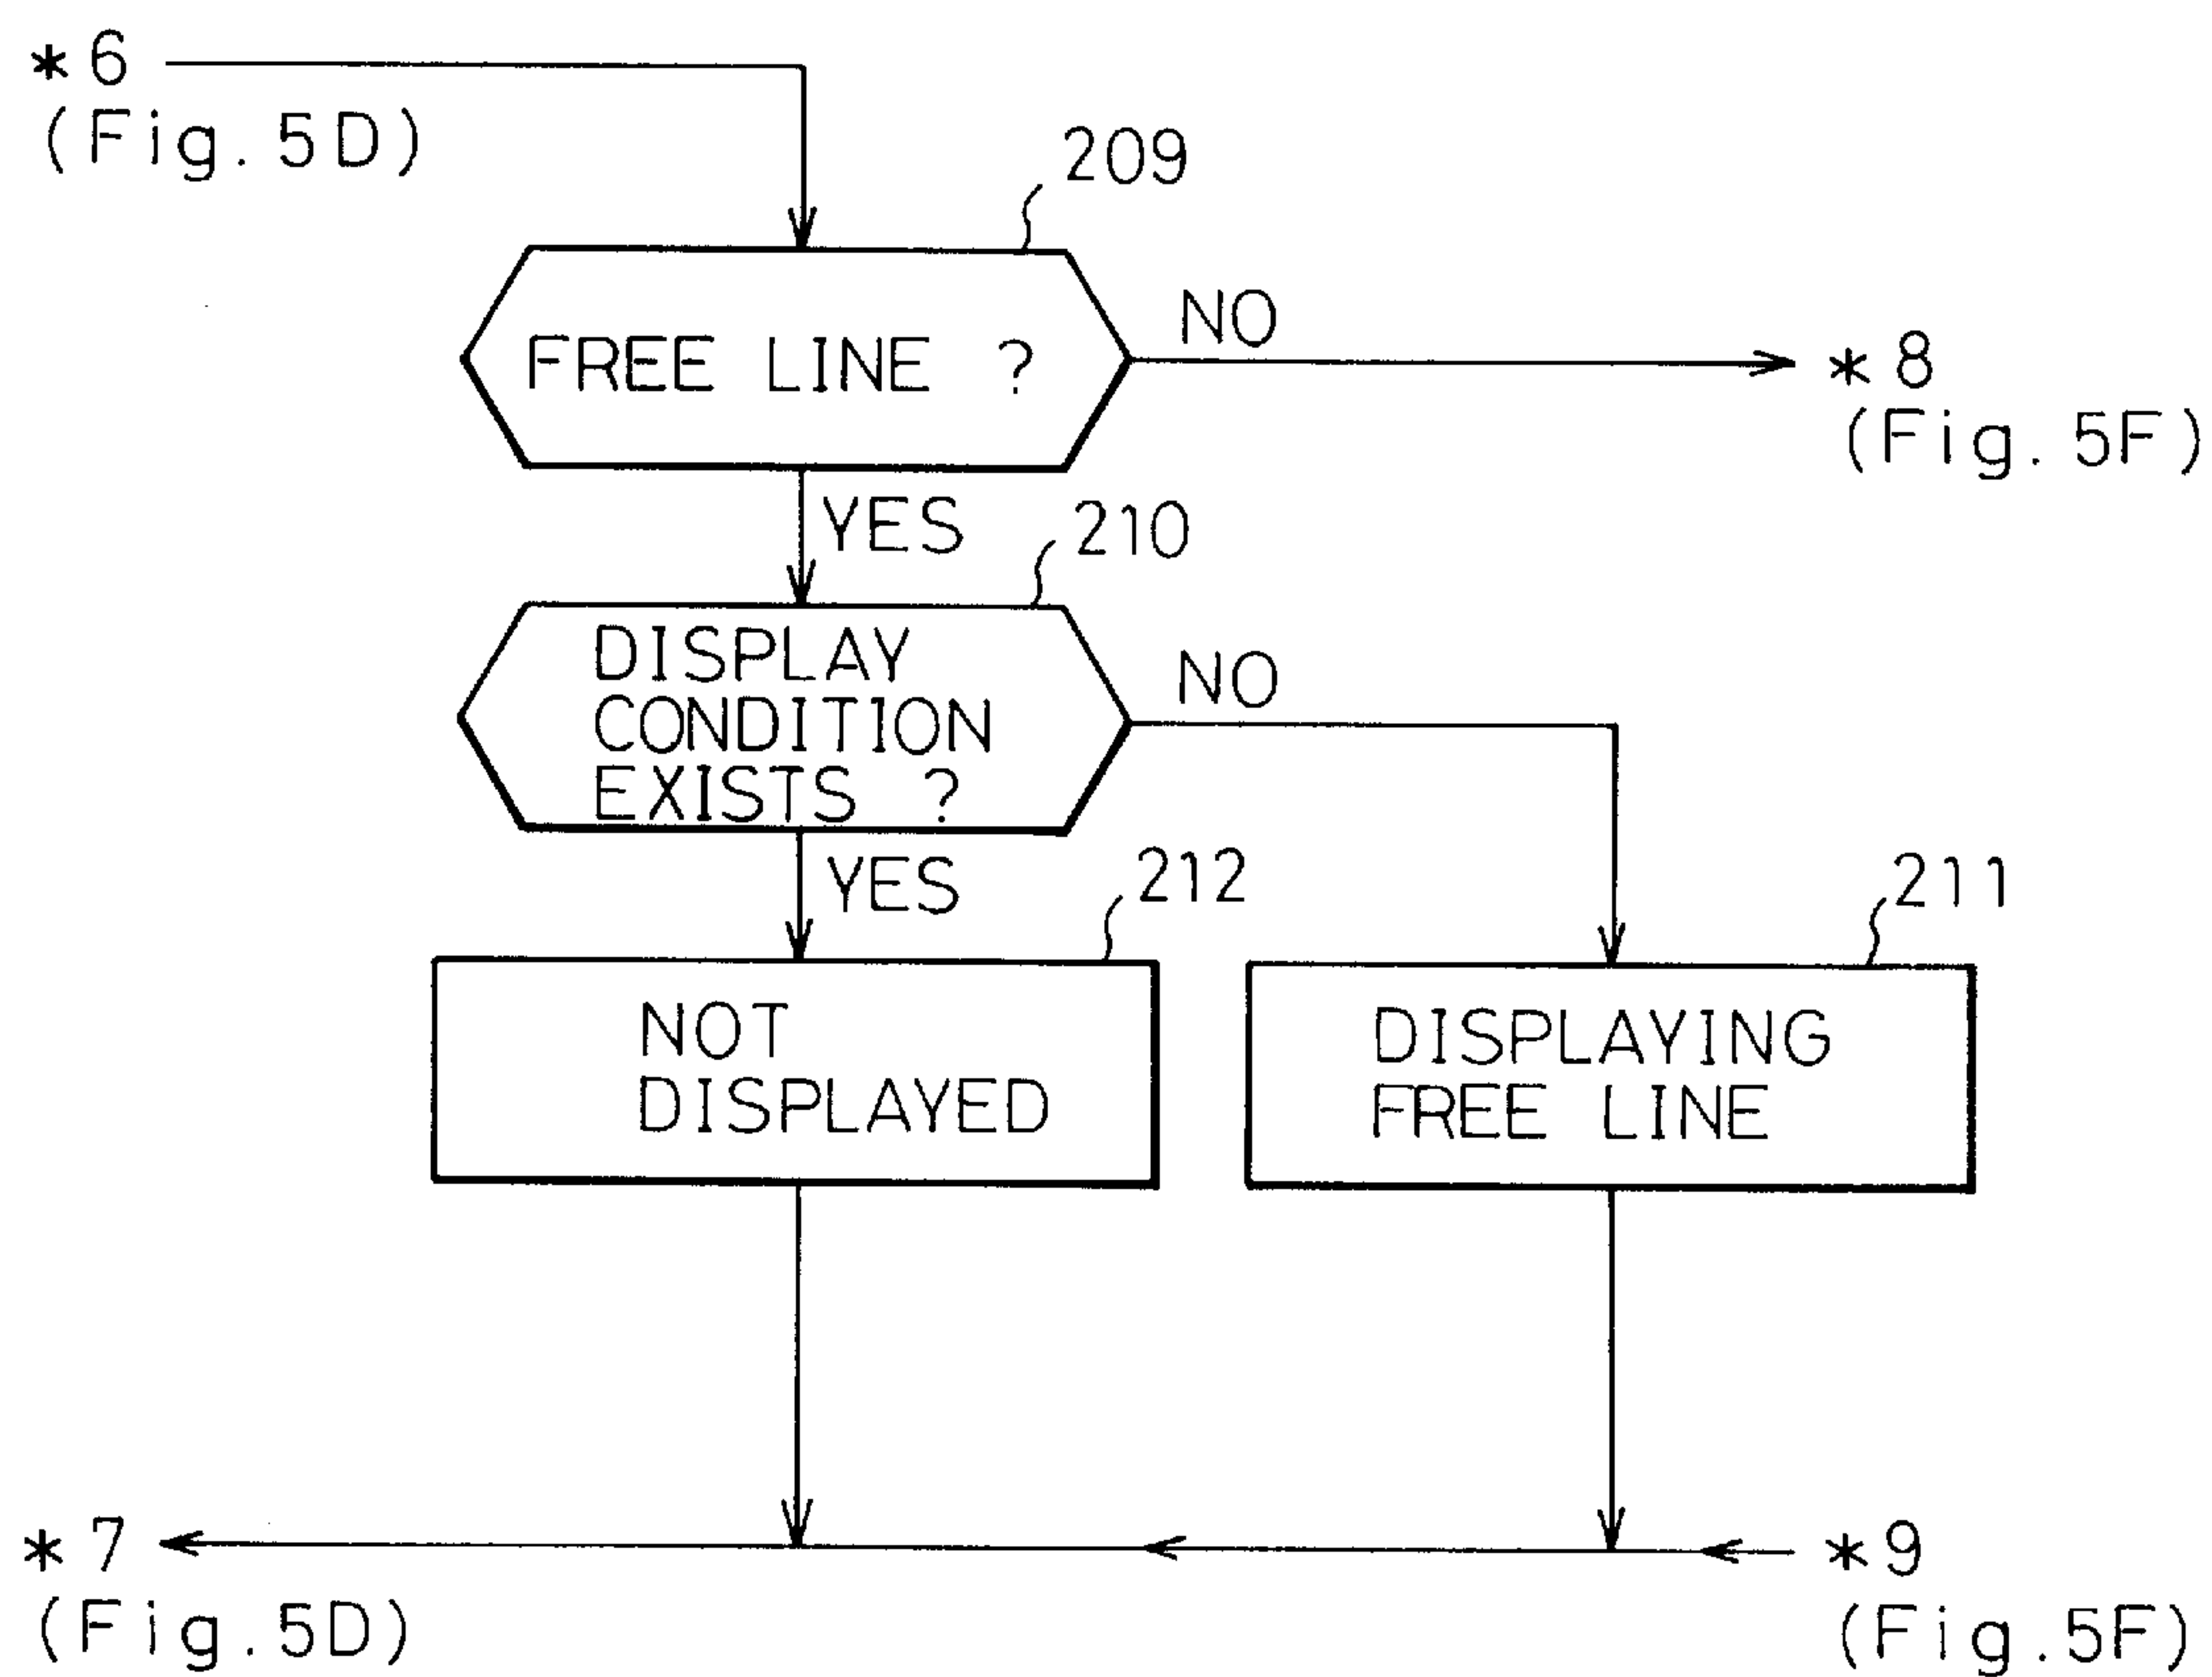 *6
(Fig. 5D)
209
FREE LINE ?
NO
*8
(Fig. 5F)
YES
210
DISPLAY
CONDITION
EXISTS ?
NO
YES
212
211
NOT
DISPLAYED
DISPLAYING
FREE LINE
*7
(Fig. 5D)
*9
(Fig. 5F)